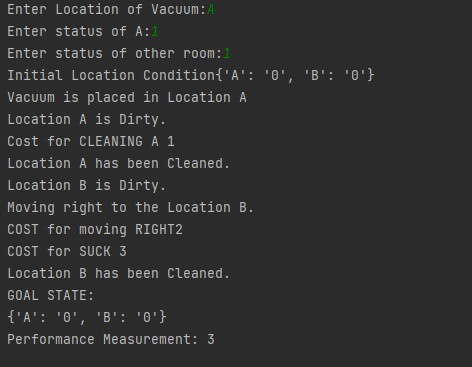 Enter Location of Vacuum:A
Enter status of A:1
Enter status of other room:1
Initial Location Condition{'A': '0', 'B': '0'}
Vacuum is placed in Location A
Location A is Dirty.
Cost for CLEANING A 1
Location A has been Cleaned.
Location B is Dirty.
Moving right to the Location B.
COST for moving RIGHT2
COST for SUCK 3
Location B has been Cleaned.
GOAL STATE:
{'A': '0', 'B': '0'}
Performance Measurement: 3